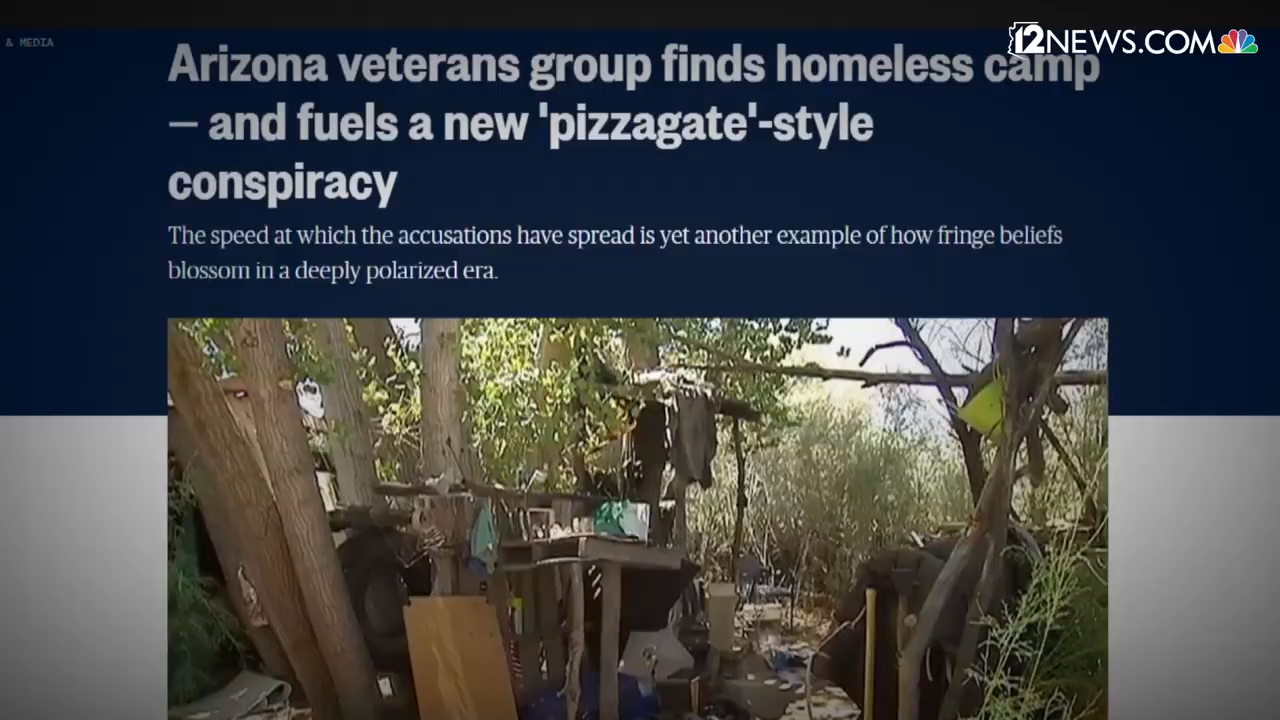 & MEDIA
12NEWS.COM
Arizona veterans group finds homeless camp
— and fuels a new 'pizzagate'-style
conspiracy
The speed at which the accusations have spread is yet another example of how fringe beliefs
blossom in a deeply polarized era.